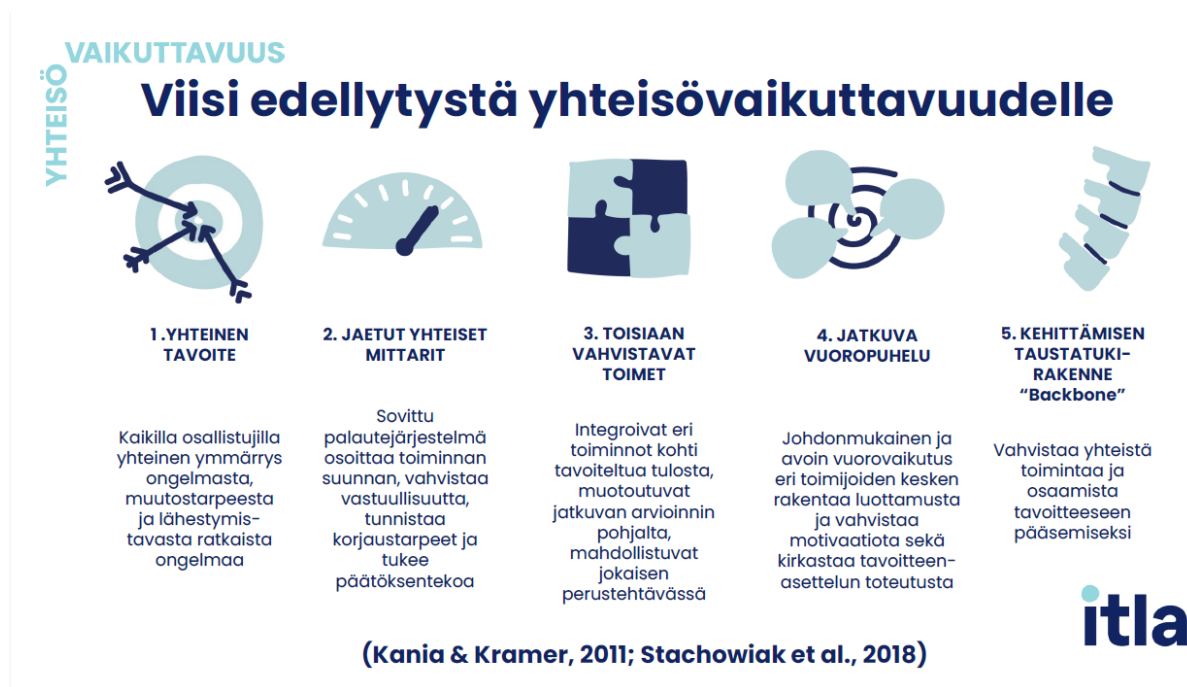 YHTEISÖ
VAIKUTTAVUUS
Viisi edellytystä yhteisövaikuttavuudelle
1 .YHTEINEN
TAVOITE
Kaikilla osallistujilla
yhteinen ymmärrys
ongelmasta,
muutostarpeesta
ja lähestymis-
tavasta ratkaista
ongelmaa
2. JAETUT YHTEISET
MITTARIT
Sovittu
palautejärjestelmä
osoittaa toiminnan
suunnan, vahvistaa
vastuullisuutta,
tunnistaa
korjaustarpeet ja
tukee
päätöksentekoa
3. TOISIAAN
VAHVISTAVAT
TOIMET
Integroivat eri
toiminnot kohti
tavoiteltua tulosta,
muotoutuvat
jatkuvan arvioinnin
pohjalta,
mahdollistuvat
jokaisen
perustehtävässä
4. JATKUVA
VUOROPUHELU
Johdonmukainen ja
avoin vuorovaikutus
eri toimijoiden kesken
rakentaa luottamusta
ja vahvistaa
motivaatiota sekä
kirkastaa tavoitteen-
asettelun toteutusta
5. KEHITTÄMISEN
TAUSTATUKI-
RAKENNE
“Backbone”
Vahvistaa yhteistä
toimintaa ja
osaamista
tavoitteeseen
pääsemiseksi
(Kania & Kramer, 2011; Stachowiak et al., 2018)
itla